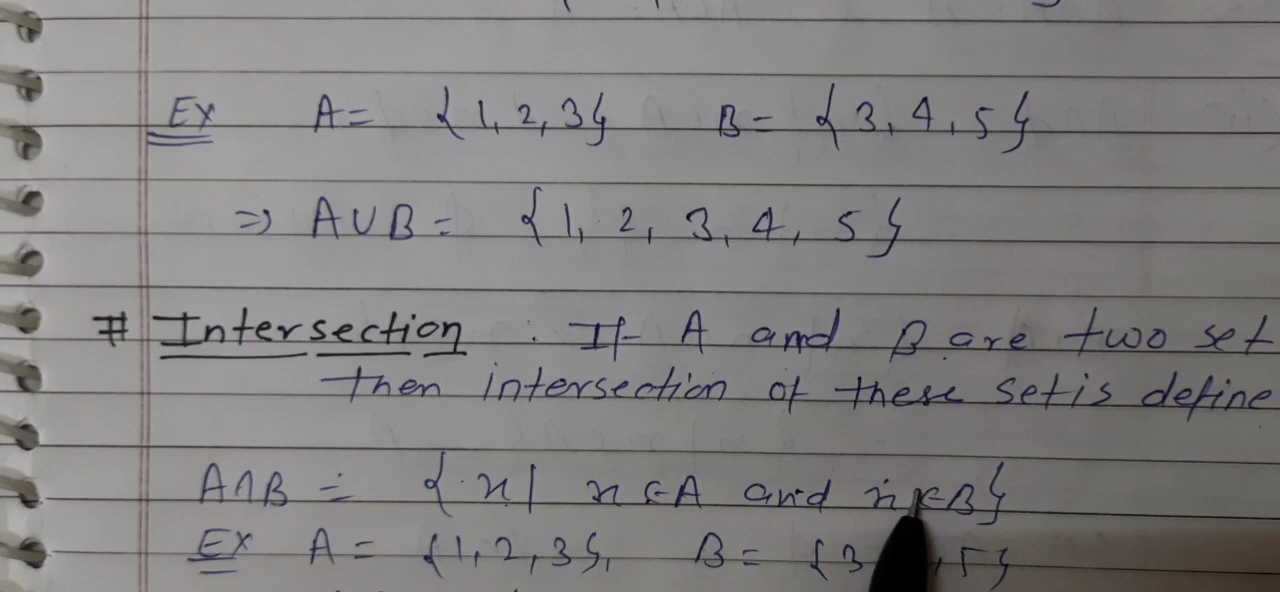 Ex A = {1, 2, 3} B = {3, 4, 5}
⇒ A∪B = {1, 2, 3, 4, 5}
# Intersection : If A and B are two set
then intersection of these set is define
A∩B = {x | x ∈ A and x ∈ B}
Ex A = {1, 2, 3}, B = {3 , 5}